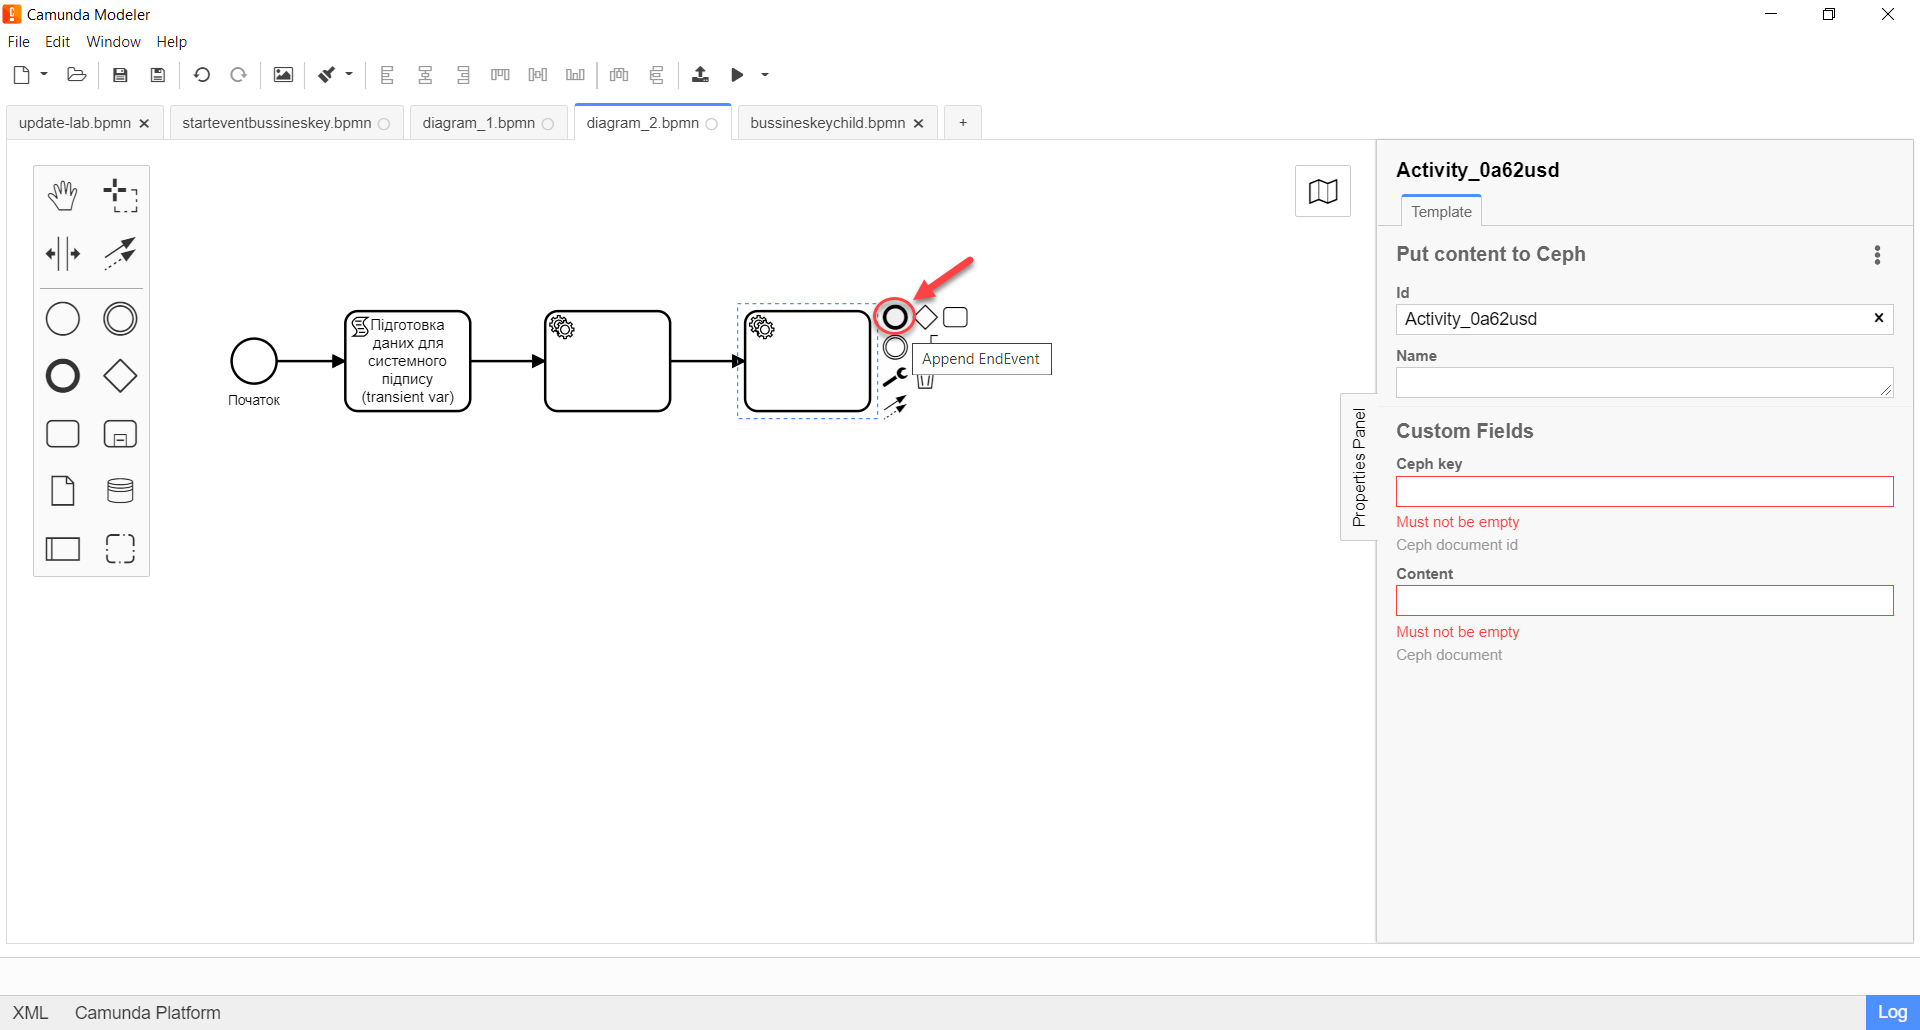 Camunda Modeler
File Edit Window Help
update-lab.bpmn starteventbussineskey.bpmn diagram_1.bpmn diagram_2.bpmn bussineskeychild.bpmn +
Початок
Підготовка
даних для
системного
підпису
(transient var)
Append EndEvent
Properties Panel
Activity_0a62usd
Template
Put content to Ceph
Id
Activity_0a62usd
Name
Custom Fields
Ceph key
Must not be empty
Ceph document id
Content
Must not be empty
Ceph document
XML Camunda Platform Log